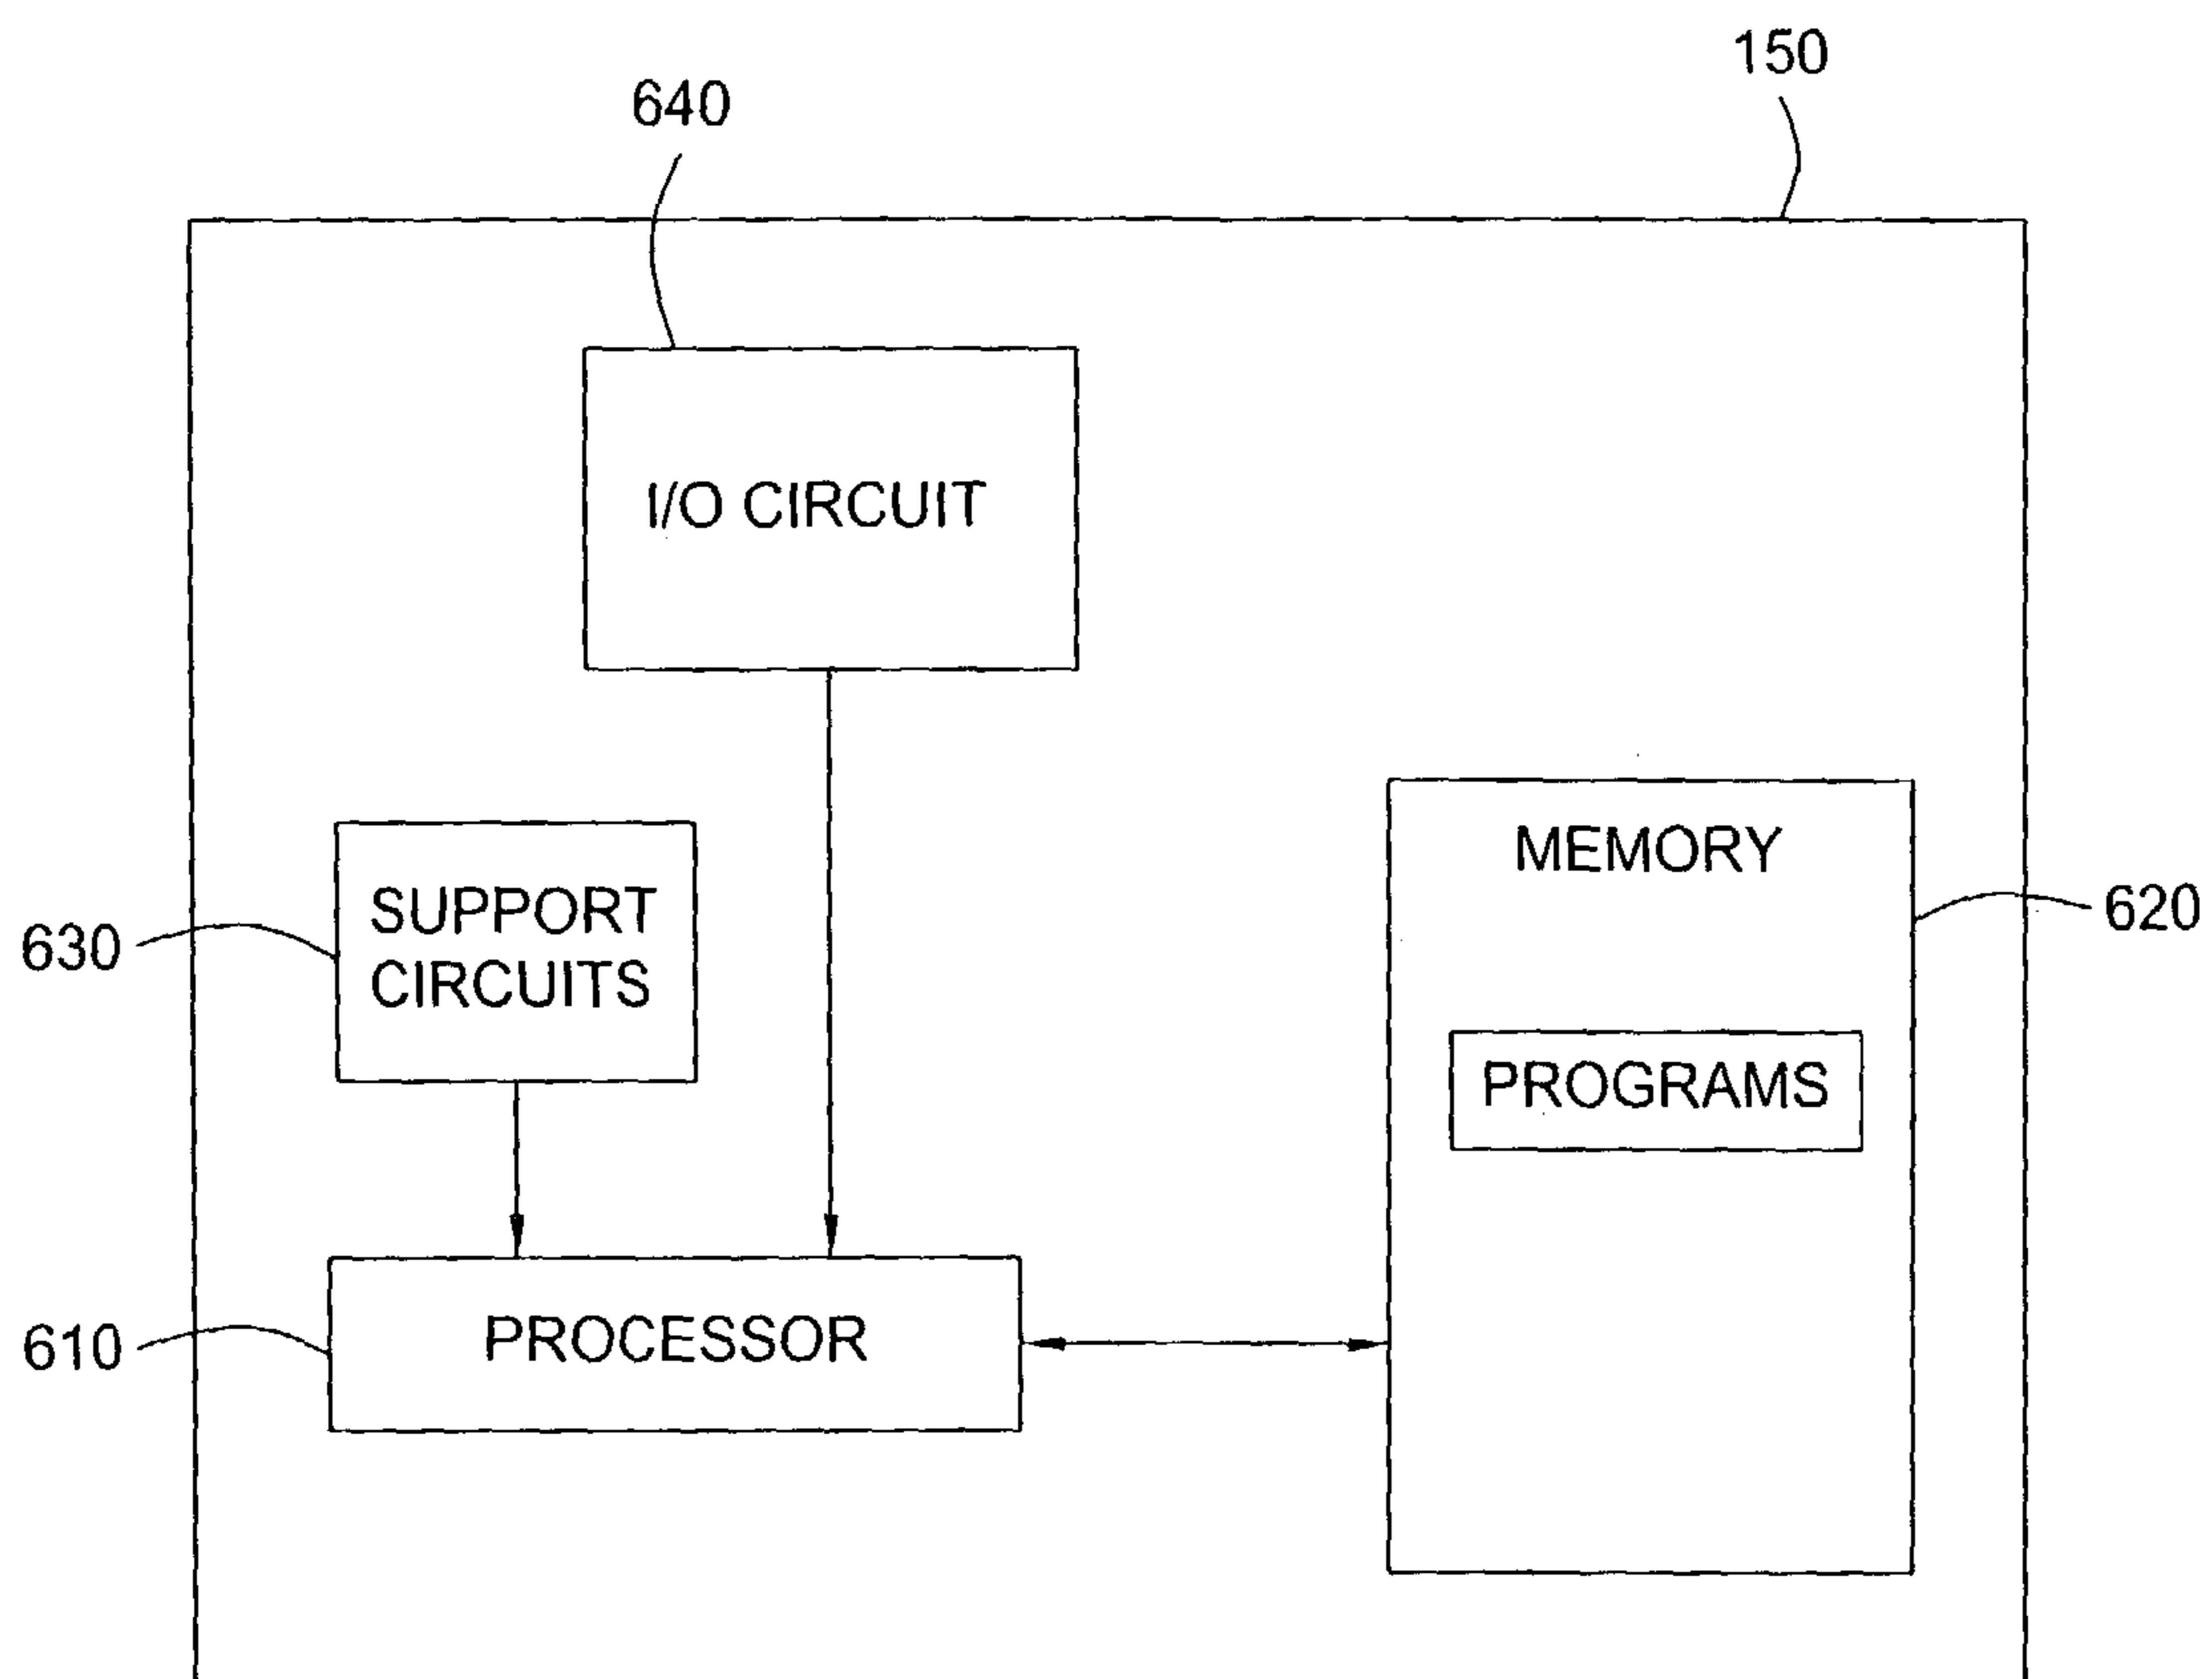 150
640
I/O CIRCUIT
MEMORY
620
SUPPORT
CIRCUITS
630
PROGRAMS
PROCESSOR
610